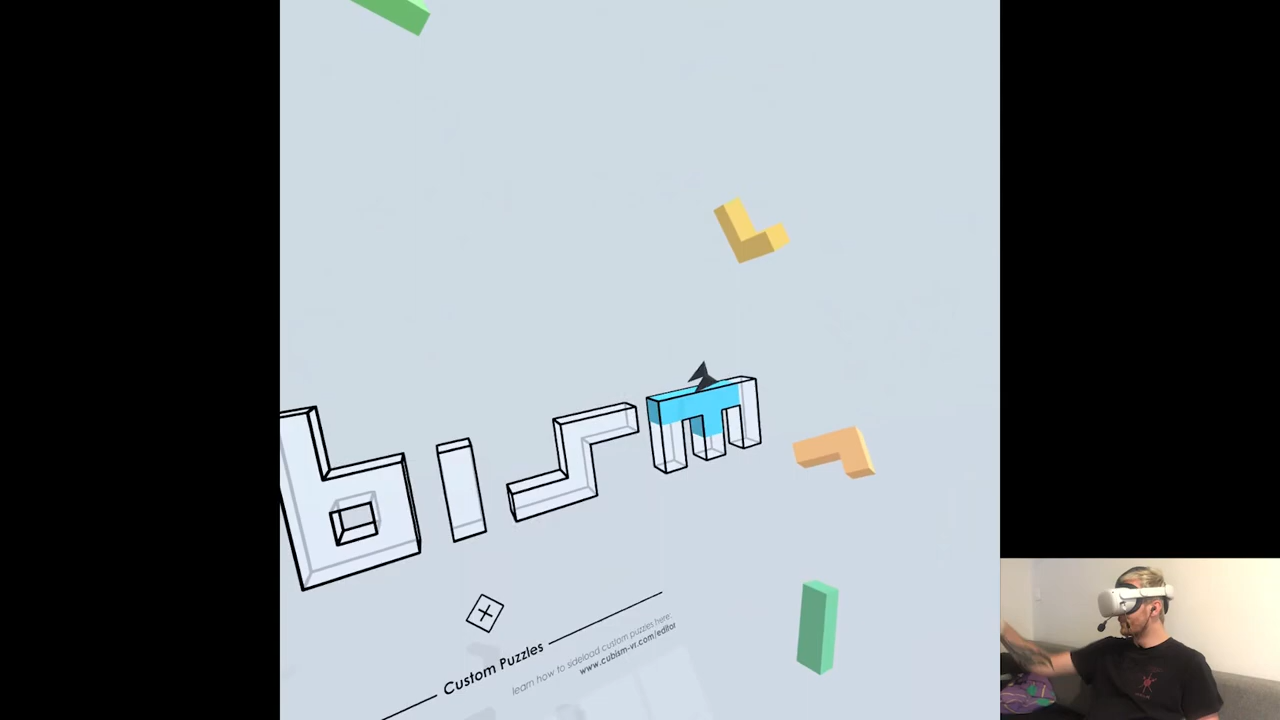 bism
Custom Puzzles
learn how to sideload custom puzzles here:
www.cubism-vr.com/editor